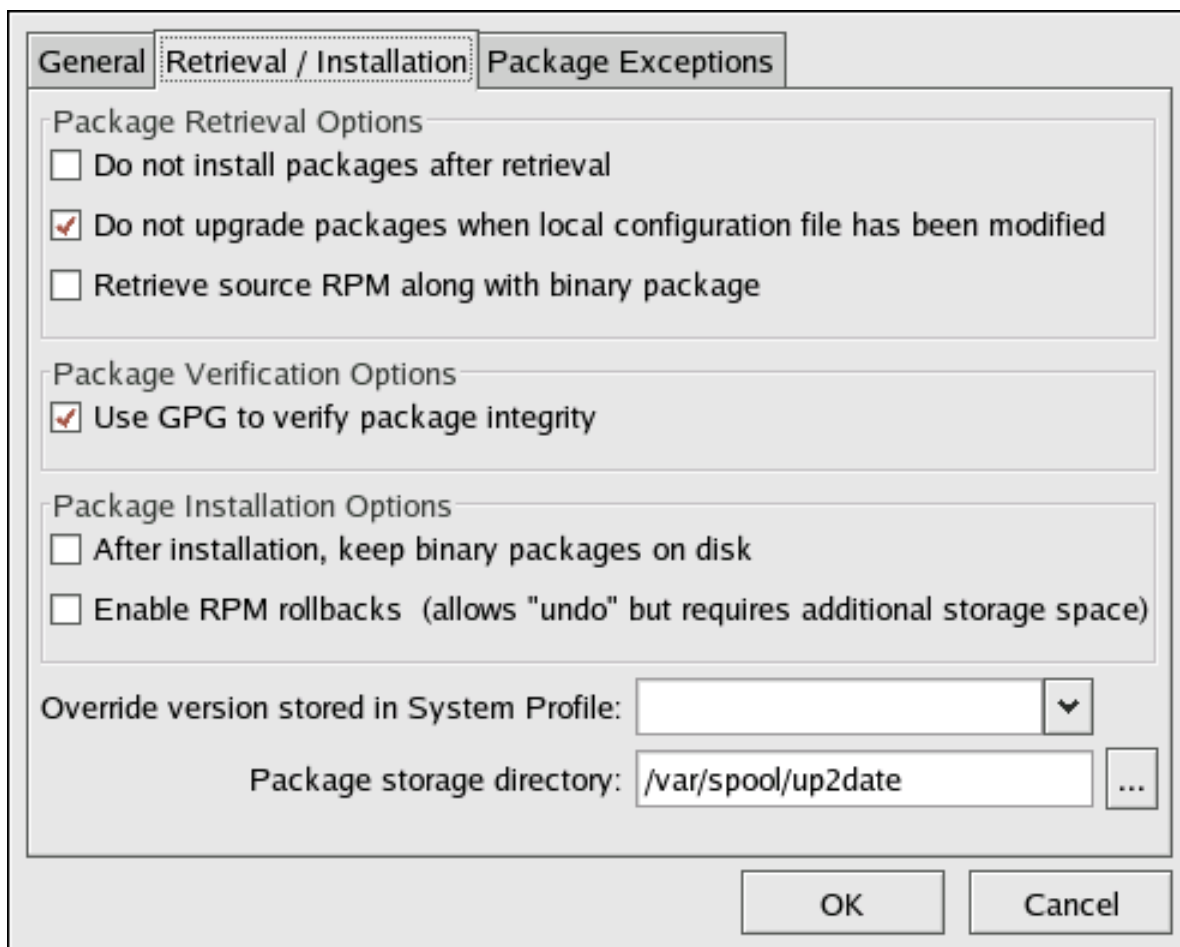 General Retrieval / Installation Package Exceptions
Package Retrieval Options
Do not install packages after retrieval
Do not upgrade packages when local configuration file has been modified
Retrieve source RPM along with binary package
Package Verification Options
Use GPG to verify package integrity
Package Installation Options
After installation, keep binary packages on disk
Enable RPM rollbacks (allows "undo" but requires additional storage space)
Override version stored in System Profile:
Package storage directory: /var/spool/up2date ...
OK Cancel